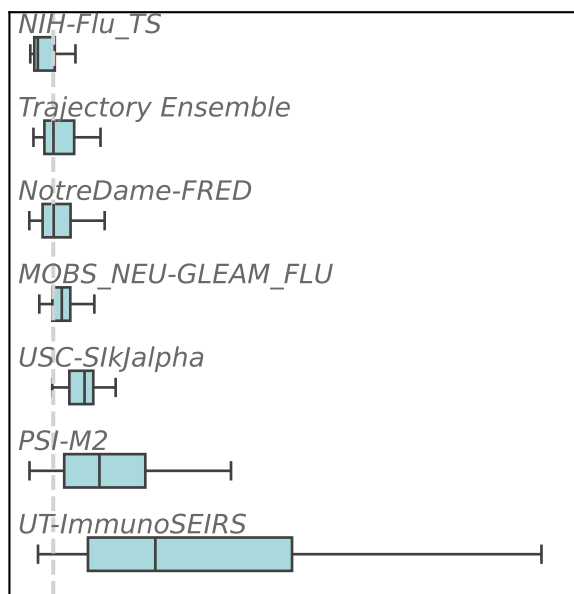 NIH-Flu_TS
Trajectory Ensemble
NotreDame-FRED
MOBS_NEU-GLEAM_FLU
USC-SIkJalpha
PSI-M2
UT-ImmunoSEIRS